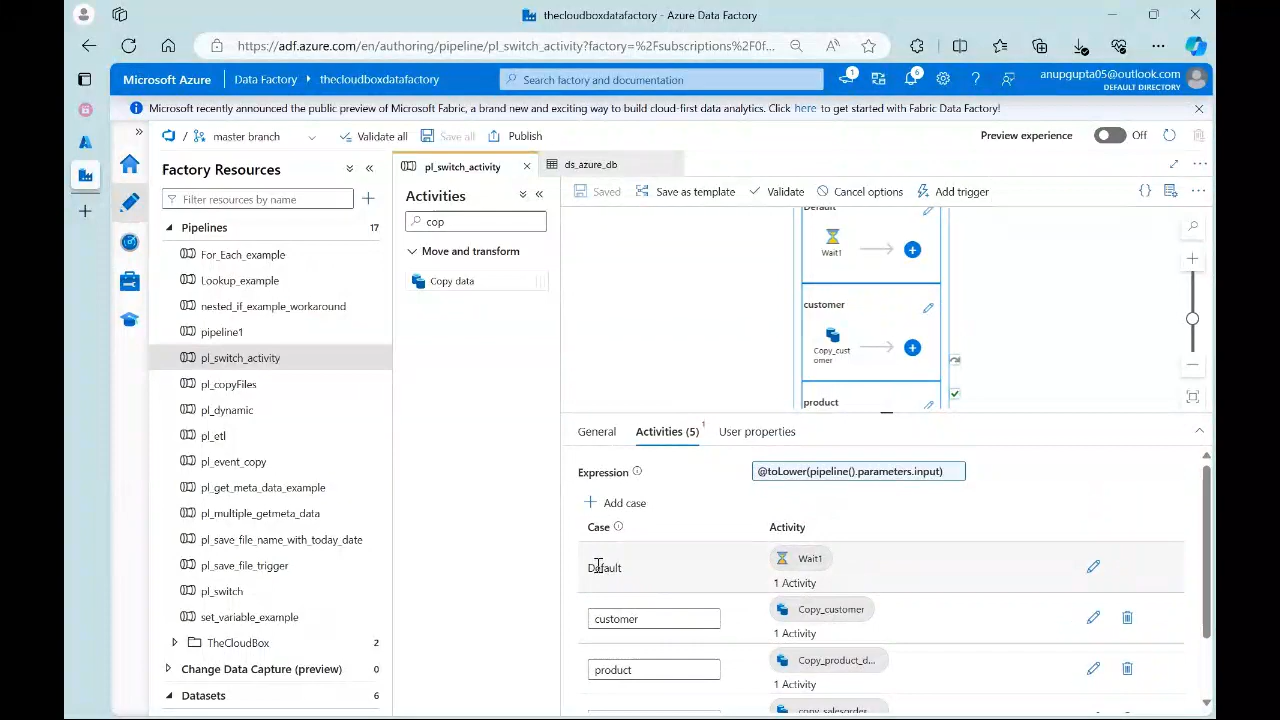 thecloudboxdatafactory - Azure Data Factory
https://adf.azure.com/en/authoring/pipeline/pl_switch_activity?factory=%2Fsubscriptions%2F0f...
Microsoft Azure
Data Factory
thecloudboxdatafactory
Search factory and documentation
1
6
anupgupta05@outlook.com
DEFAULT DIRECTORY
Microsoft recently announced the public preview of Microsoft Fabric, a brand new and exciting way to build cloud-first data analytics. Click here to get started with Fabric Data Factory!
/ master branch
Validate all
Save all
Publish
Preview experience
Off
Factory Resources
Filter resources by name
Pipelines
17
For_Each_example
Lookup_example
nested_if_example_workaround
pipeline1
pl_switch_activity
pl_copyFiles
pl_dynamic
pl_etl
pl_event_copy
pl_get_meta_data_example
pl_multiple_getmeta_data
pl_save_file_name_with_today_date
pl_save_file_trigger
pl_switch
set_variable_example
TheCloudBox
2
Change Data Capture (preview)
0
Datasets
6
pl_switch_activity
ds_azure_db
Activities
cop
Move and transform
Copy data
Saved
Save as template
Validate
Cancel options
Add trigger
{}
Default
Wait1
customer
Copy_cust
omer
product
General
Activities (5) 1
User properties
Expression
@toLower(pipeline().parameters.input)
Add case
Case
Activity
Default
Wait1
1 Activity
customer
Copy_customer
1 Activity
product
Copy_product_d...
1 Activity
copy_salesorder...